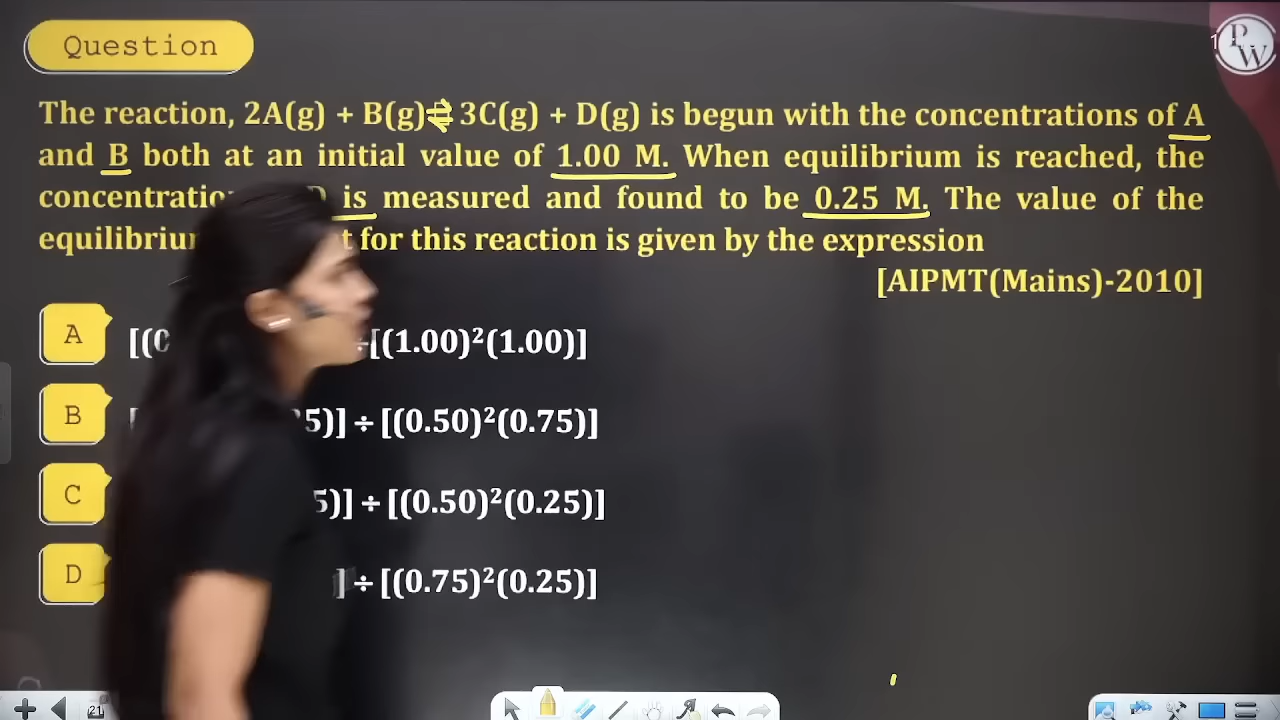 Question
The reaction, 2A(g) + B(g) ⇌ 3C(g) + D(g) is begun with the concentrations of A
and B both at an initial value of 1.00 M. When equilibrium is reached, the
is measured and found to be 0.25 M. The value of the
for this reaction is given by the expression
[AIPMT(Mains)-2010]
A [( ÷[(1.00)²(1.00)]
B 5)] ÷ [(0.50)²(0.75)]
C 5)] ÷ [(0.50)²(0.25)]
D ] ÷ [(0.75)²(0.25)]
PW
21